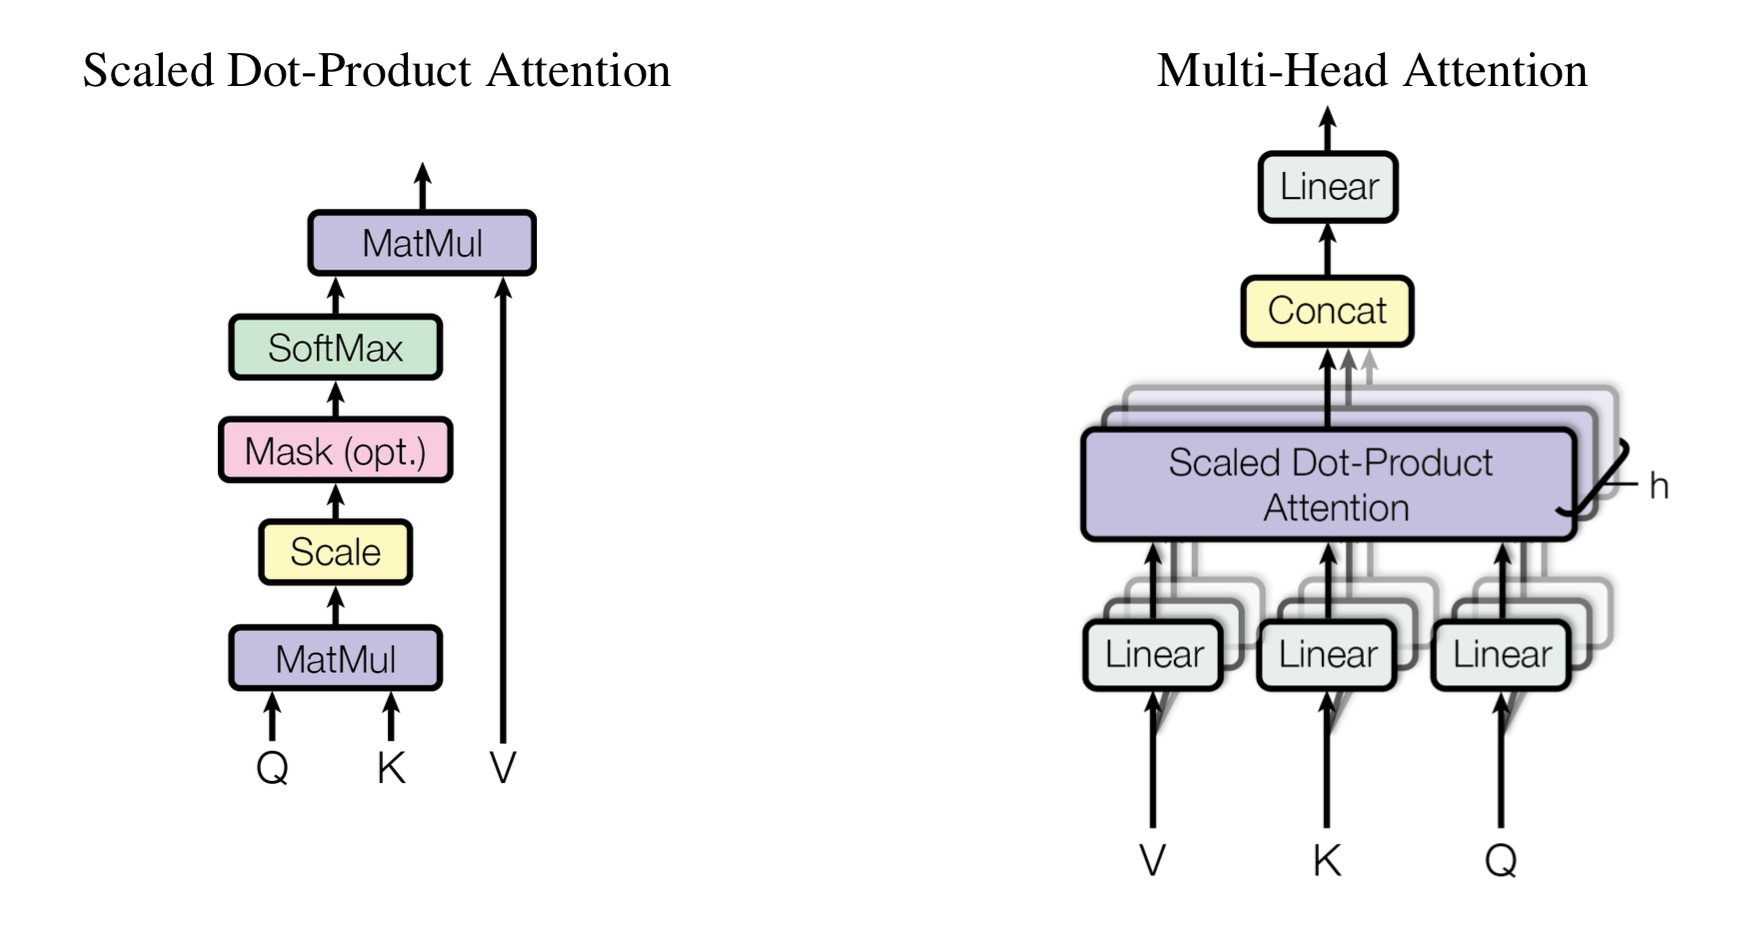 Scaled Dot-Product Attention
MatMul
SoftMax
Mask (opt.)
Scale
MatMul
Q K V
Multi-Head Attention
Linear
Concat
Scaled Dot-Product
Attention
h
Linear Linear Linear
V K Q